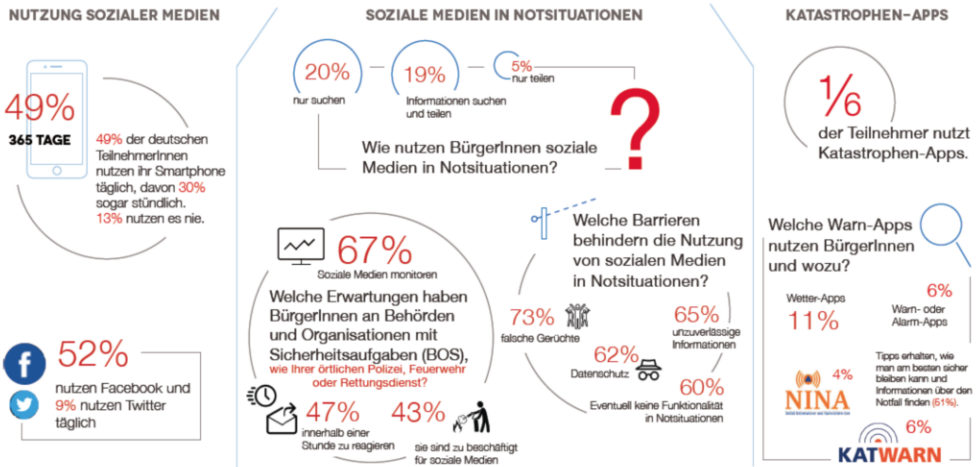 NUTZUNG SOZIALER MEDIEN
49%
365 TAGE
49% der deutschen
TeilnehmerInnen
nutzen ihr Smartphone
täglich, davon 30%
sogar stündlich.
13% nutzen es nie.
52%
nutzen Facebook und
9% nutzen Twitter
täglich
SOZIALE MEDIEN IN NOTSITUATIONEN
20%
nur suchen
19%
Informationen suchen
und teilen
5%
nur teilen
?
Wie nutzen BürgerInnen soziale
Medien in Notsituationen?
67%
Soziale Medien monitoren
Welche Erwartungen haben
BürgerInnen an Behörden
und Organisationen mit
Sicherheitsaufgaben (BOS),
wie Ihrer örtlichen Polizei, Feuerwehr
oder Rettungsdienst?
47%
innerhalb einer
Stunde zu reagieren
43%
sie sind zu beschäftigt
für soziale Medien
Welche Barrieren
behindern die Nutzung
von sozialen Medien
in Notsituationen?
73%
falsche Gerüchte
65%
unzuverlässige
Informationen
62%
Datenschutz
60%
Eventuell keine Funktionalität
in Notsituationen
KATASTROPHEN-APPS
1/6
der Teilnehmer nutzt
Katastrophen-Apps.
Welche Warn-Apps
nutzen BürgerInnen
und wozu?
Wetter-Apps
11%
6%
Warn- oder
Alarm-Apps
4%
NINA
Tipps erhalten, wie
man am besten sicher
bleiben kann und
Informationen über den
Notfall finden (61%).
6%
KATWARN